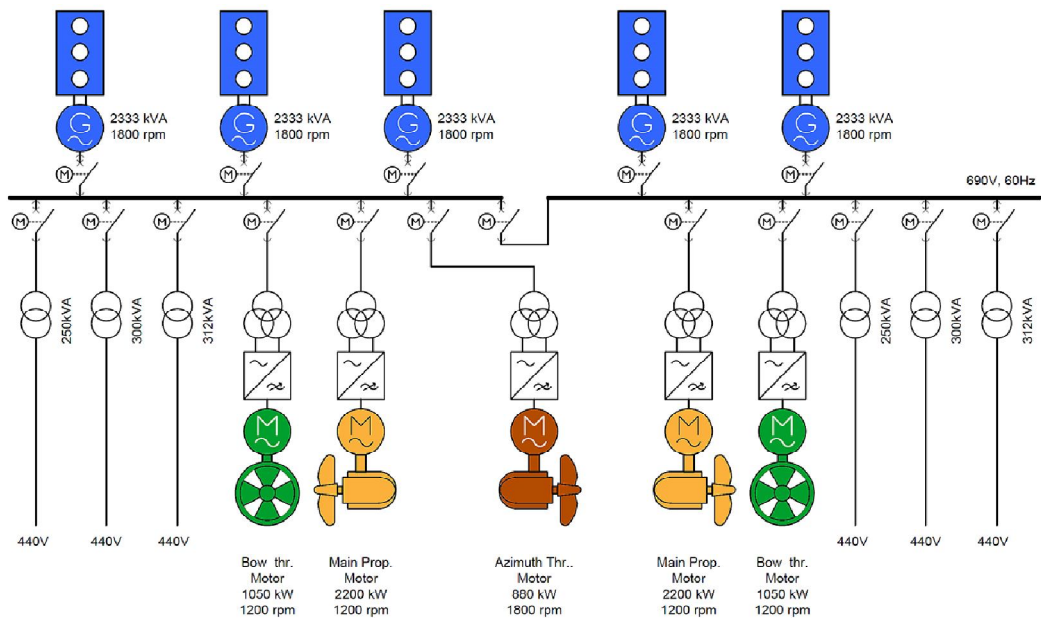 G
2333 kVA
1800 rpm
G
2333 kVA
1800 rpm
G
2333 kVA
1800 rpm
G
2333 kVA
1800 rpm
G
2333 kVA
1800 rpm
M
M
M
M
M
690V, 60Hz
M
M
M
M
M
M
M
M
M
M
M
M
250kVA
300kVA
312kVA
250kVA
300kVA
312kVA
M
M
M
M
M
440V
440V
440V
440V
440V
440V
Bow thr.
Motor
1050 kW
1200 rpm
Main Prop.
Motor
2200 kW
1200 rpm
Azimuth Thr..
Motor
880 kW
1800 rpm
Main Prop.
Motor
2200 kW
1200 rpm
Bow thr.
Motor
1050 kW
1200 rpm